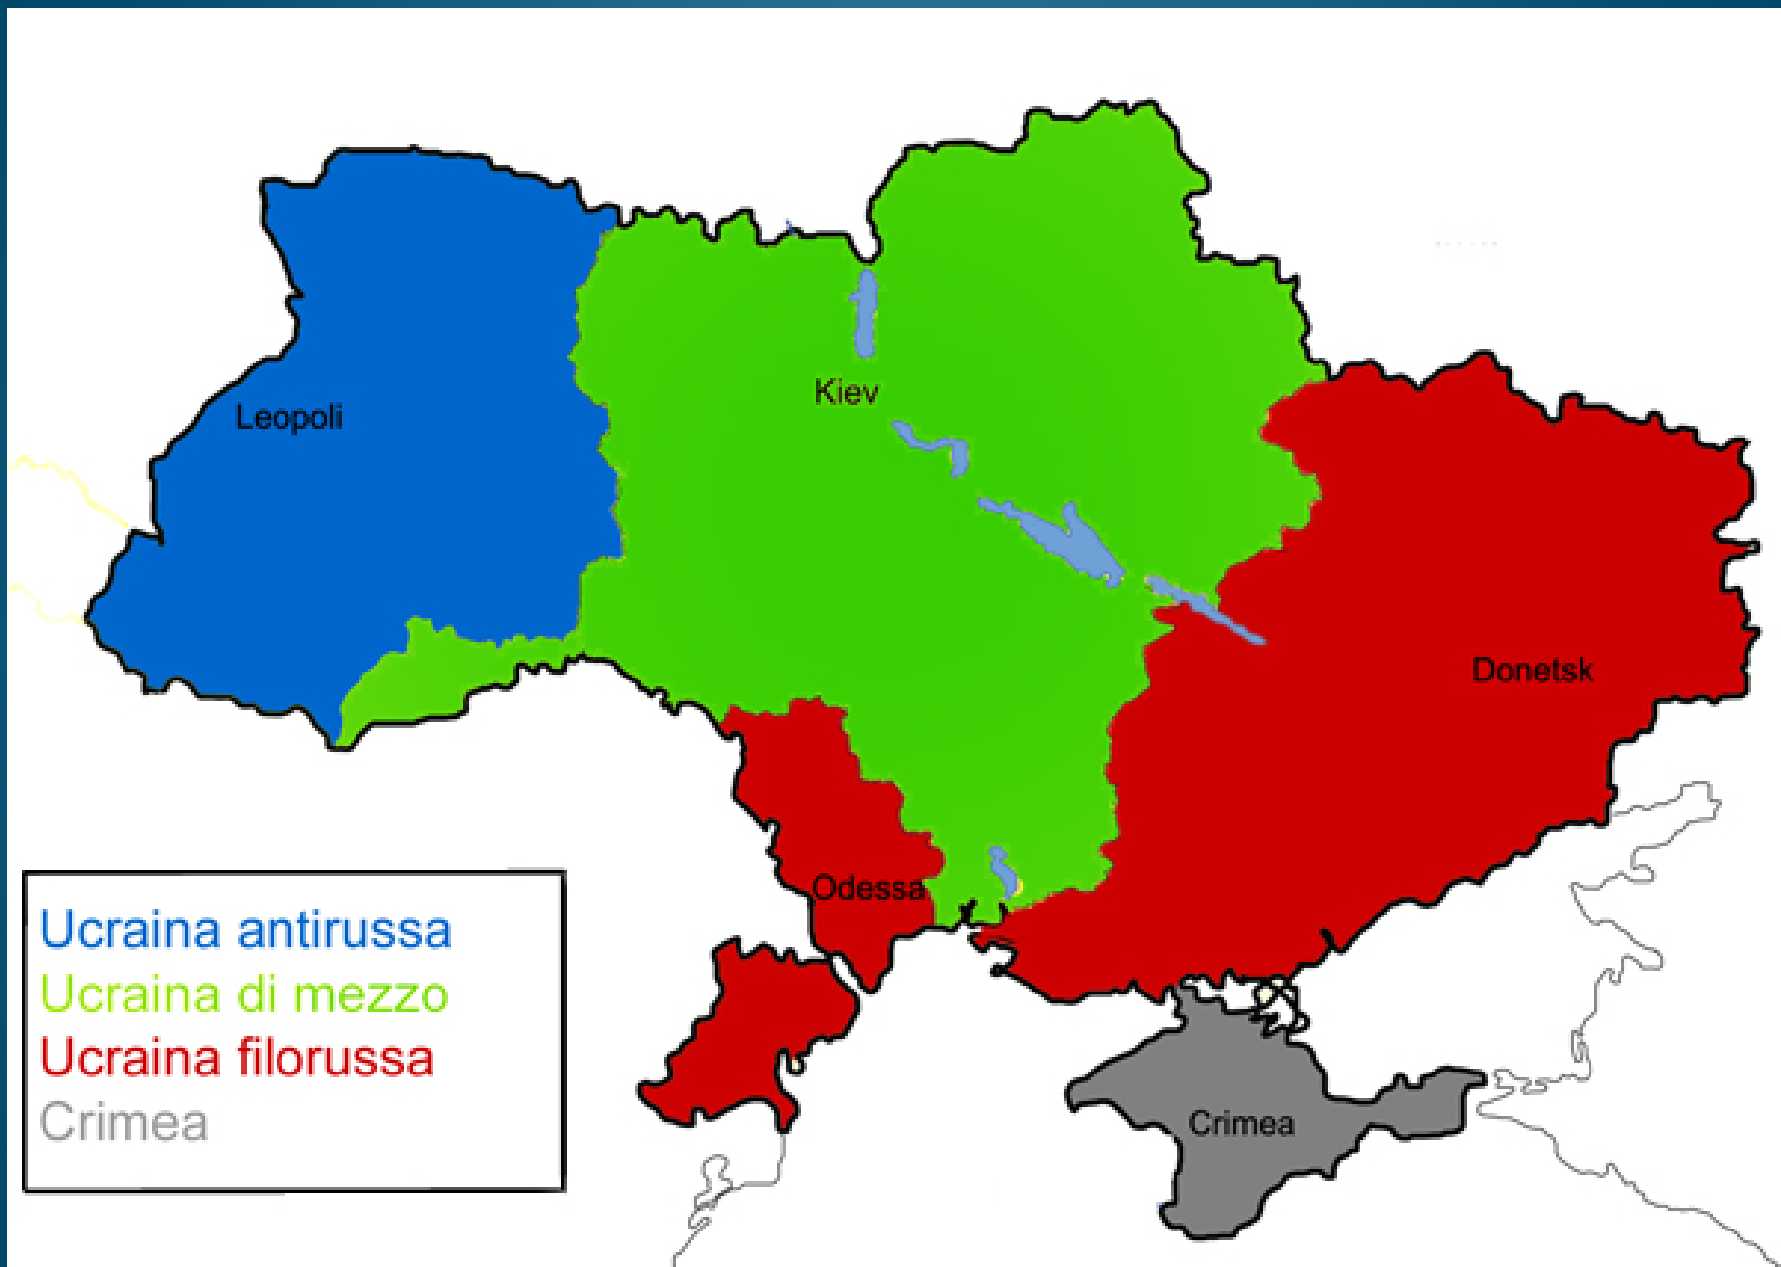 Leopoli
Kiev
Donetsk
Odessa
Crimea
Ucraina antirussa
Ucraina di mezzo
Ucraina filorussa
Crimea